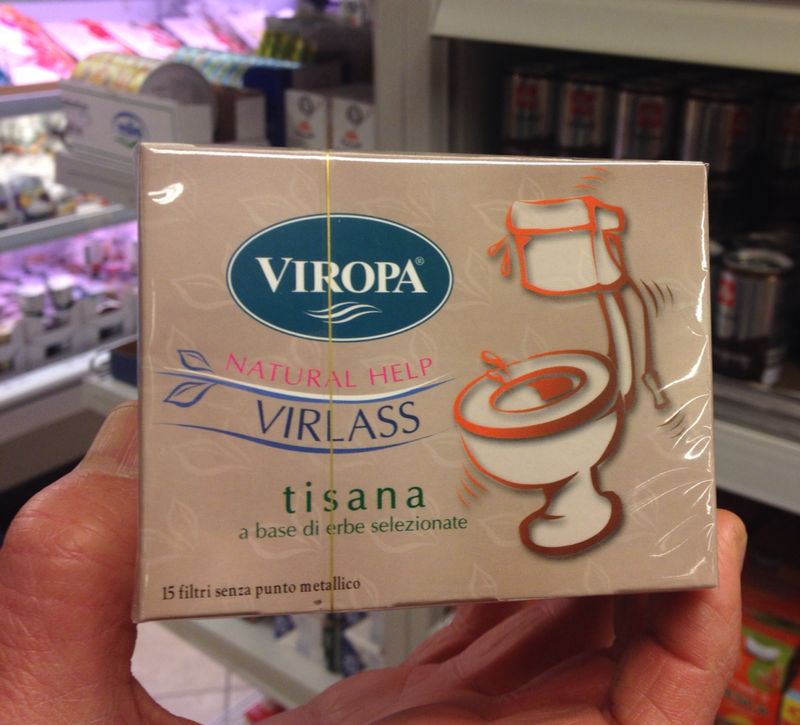 VIROPA®
NATURAL HELP
VIRLASS
tisana
a base di erbe selezionate
15 filtri senza punto metallico